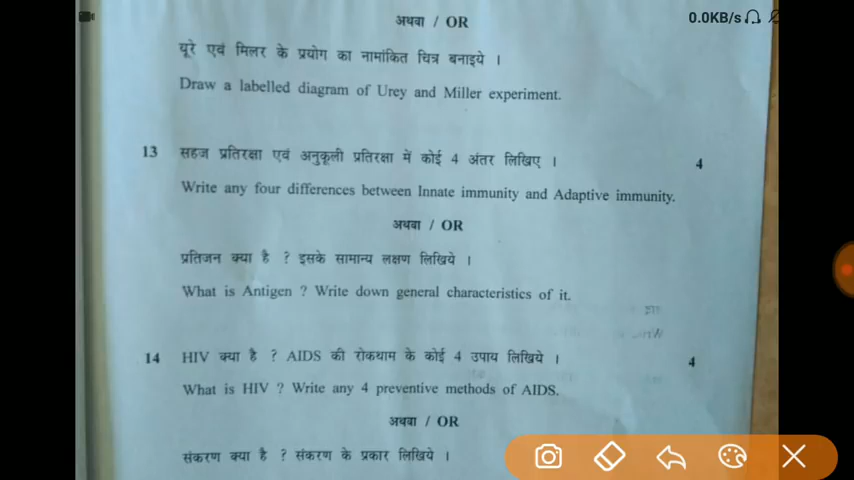 0.0KB/s
अथवा / OR
यूरे एवं मिलर के प्रयोग का नामांकित चित्र बनाइये ।
Draw a labelled diagram of Urey and Miller experiment.
13 सहज प्रतिरक्षा एवं अनुकूली प्रतिरक्षा में कोई 4 अंतर लिखिए । 4
Write any four differences between Innate immunity and Adaptive immunity.
अथवा / OR
प्रतिजन क्या है ? इसके सामान्य लक्षण लिखिये ।
What is Antigen ? Write down general characteristics of it.
14 HIV क्या है ? AIDS की रोकथाम के कोई 4 उपाय लिखिये । 4
What is HIV ? Write any 4 preventive methods of AIDS.
अथवा / OR
संकरण क्या है ? संकरण के प्रकार लिखिये ।